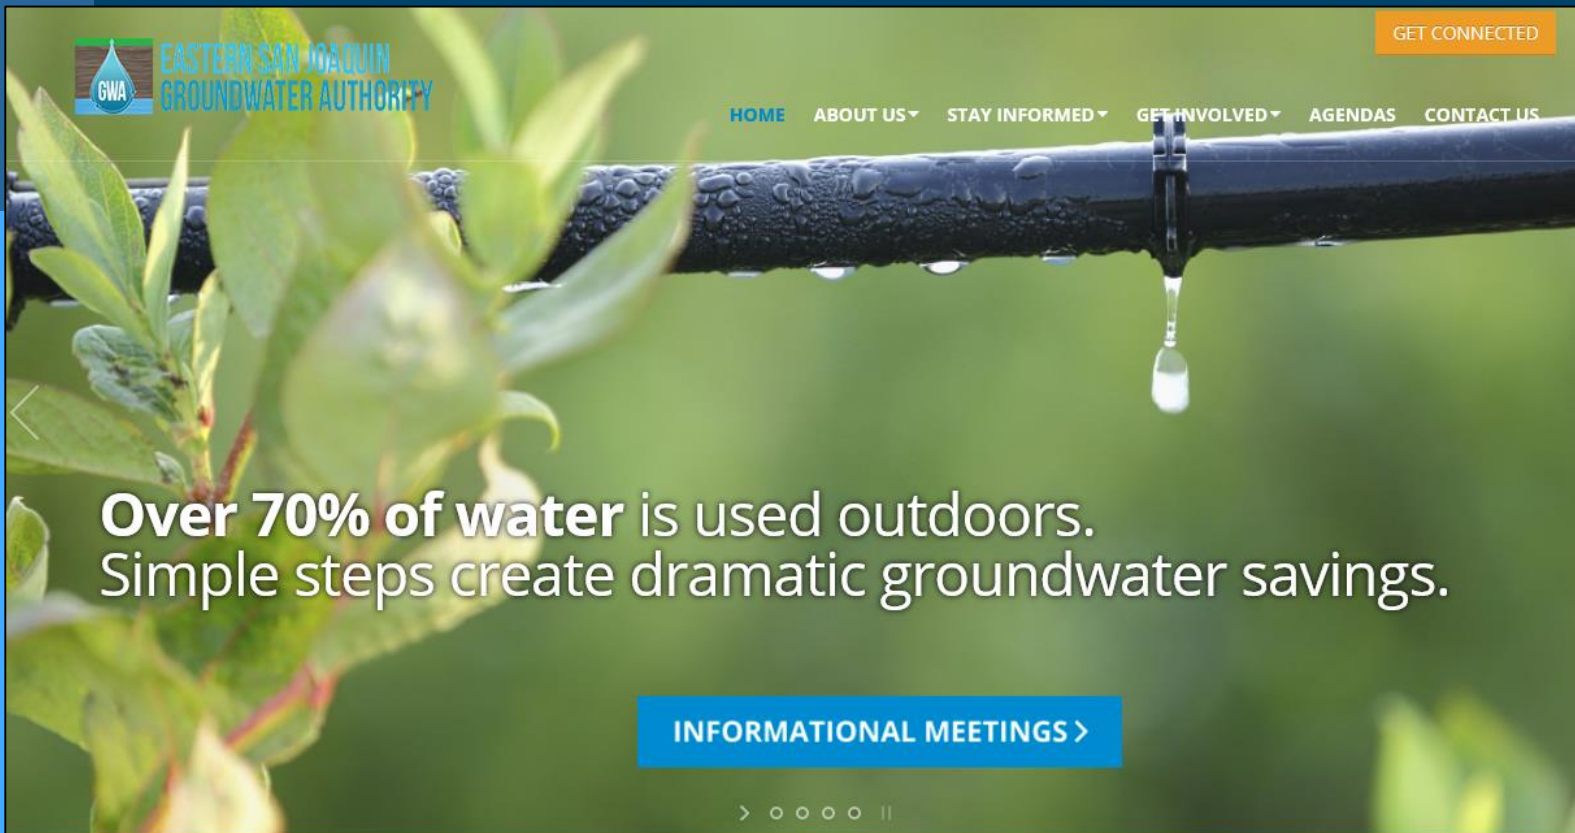 GET CONNECTED
GWA
EASTERN SAN JOAQUIN
GROUNDWATER AUTHORITY
HOME ABOUT US STAY INFORMED GET INVOLVED AGENDAS CONTACT US
Over 70% of water is used outdoors.
Simple steps create dramatic groundwater savings.
INFORMATIONAL MEETINGS